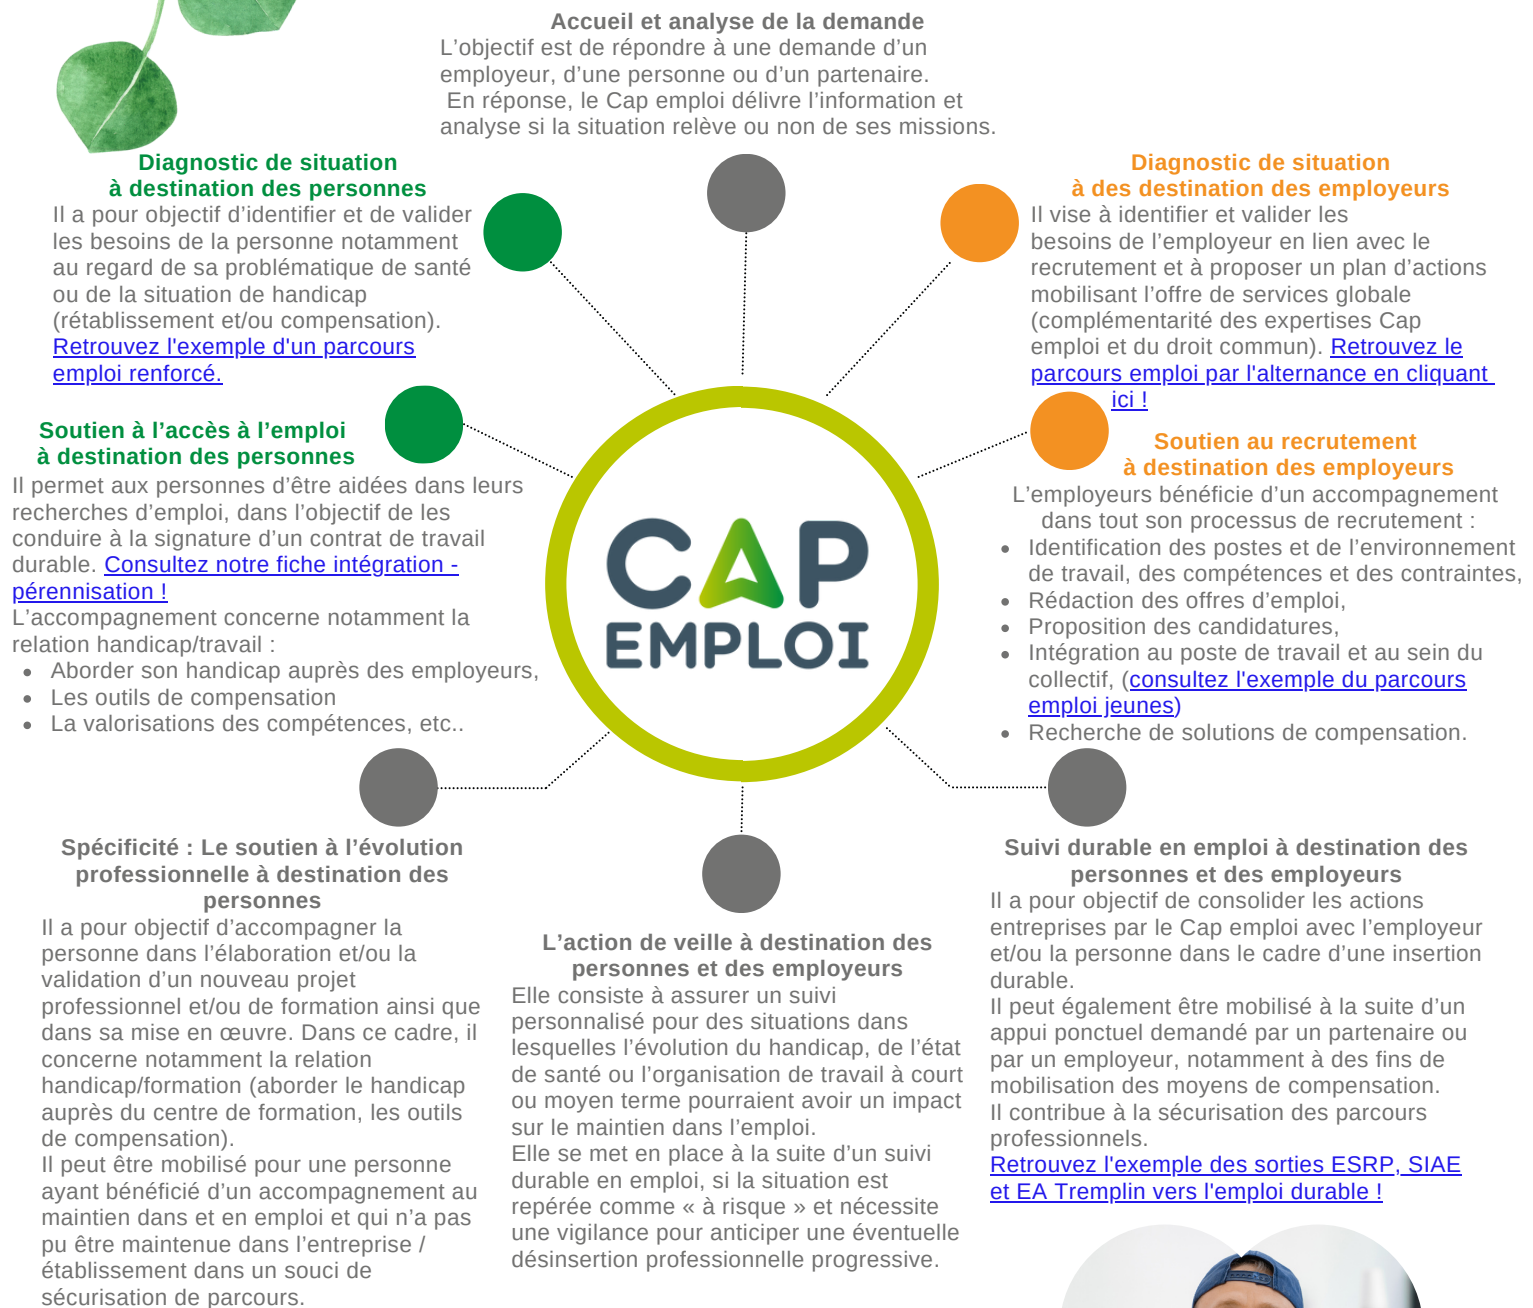 Accueil et analyse de la demande
L'objectif est de répondre à une demande d'un
employeur, d'une personne ou d'un partenaire.
En réponse, le Cap emploi délivre l'information et
analyse si la situation relève ou non de ses missions.
Diagnostic de situation
à destination des personnes
Il a pour objectif d'identifier et de valider
les besoins de la personne notamment
au regard de sa problématique de santé
ou de la situation de handicap
(rétablissement et/ou compensation).
Retrouvez l'exemple d'un parcours
emploi renforcé.
Diagnostic de situation
à des destination des employeurs
Il vise à identifier et valider les
besoins de l'employeur en lien avec le
recrutement et à proposer un plan d'actions
mobilisant l'offre de services globale
(complémentarité des expertises Cap
emploi et du droit commun). Retrouvez le
parcours emploi par l'alternance en cliquant
ici !
Soutien à l'accès à l'emploi
à destination des personnes
Il permet aux personnes d'être aidées dans leurs
recherches d'emploi, dans l'objectif de les
conduire à la signature d'un contrat de travail
durable. Consultez notre fiche intégration -
pérennisation !
L'accompagnement concerne notamment la
relation handicap/travail :
• Aborder son handicap auprès des employeurs,
• Les outils de compensation
• La valorisations des compétences, etc..
CAP
EMPLOI
Soutien au recrutement
à destination des employeurs
L'employeurs bénéficie d'un accompagnement
dans tout son processus de recrutement :
• Identification des postes et de l'environnement
de travail, des compétences et des contraintes,
• Rédaction des offres d'emploi,
• Proposition des candidatures,
• Intégration au poste de travail et au sein du
collectif, (consultez l'exemple du parcours
emploi jeunes)
• Recherche de solutions de compensation.
Spécificité : Le soutien à l'évolution
professionnelle à destination des
personnes
Il a pour objectif d'accompagner la
personne dans l'élaboration et/ou la
validation d'un nouveau projet
professionnel et/ou de formation ainsi que
dans sa mise en œuvre. Dans ce cadre, il
concerne notamment la relation
handicap/formation (aborder le handicap
auprès du centre de formation, les outils
de compensation).
Il peut être mobilisé pour une personne
ayant bénéficié d'un accompagnement au
maintien dans et en emploi et qui n'a pas
pu être maintenue dans l'entreprise /
établissement dans un souci de
sécurisation de parcours.
L'action de veille à destination des
personnes et des employeurs
Elle consiste à assurer un suivi
personnalisé pour des situations dans
lesquelles l'évolution du handicap, de l'état
de santé ou l'organisation de travail à court
ou moyen terme pourraient avoir un impact
sur le maintien dans l'emploi.
Elle se met en place à la suite d'un suivi
durable en emploi, si la situation est
repérée comme « à risque » et nécessite
une vigilance pour anticiper une éventuelle
désinsertion professionnelle progressive.
Suivi durable en emploi à destination des
personnes et des employeurs
Il a pour objectif de consolider les actions
entreprises par le Cap emploi avec l'employeur
et/ou la personne dans le cadre d'une insertion
durable.
Il peut également être mobilisé à la suite d'un
appui ponctuel demandé par un partenaire ou
par un employeur, notamment à des fins de
mobilisation des moyens de compensation.
Il contribue à la sécurisation des parcours
professionnels.
Retrouvez l'exemple des sorties ESRP, SIAE
et EA Tremplin vers l'emploi durable !